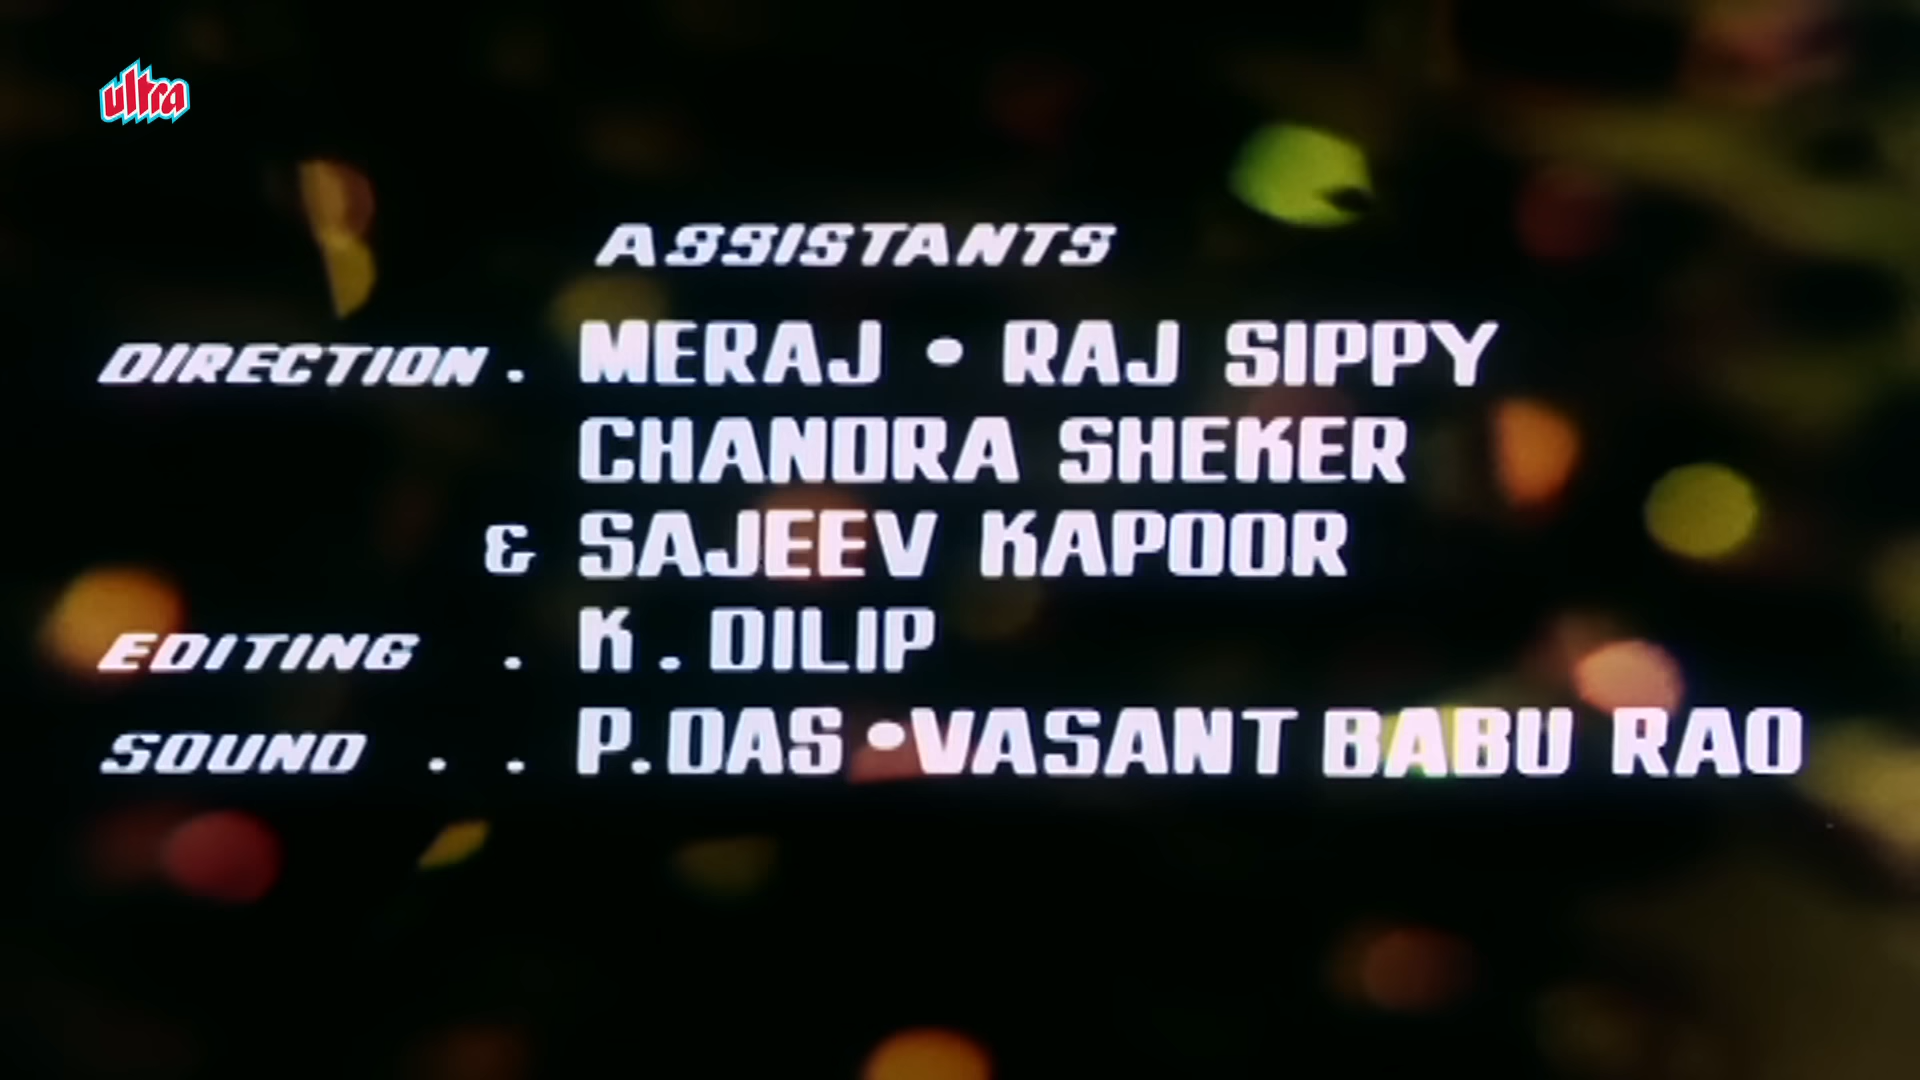 ultra
ASSISTANTS
DIRECTION . MERAJ • RAJ SIPPY
CHANDRA SHEKER
& SAJEEV KAPOOR
EDITING . K. DILIP
SOUND . . P. DAS • VASANT BABU RAO